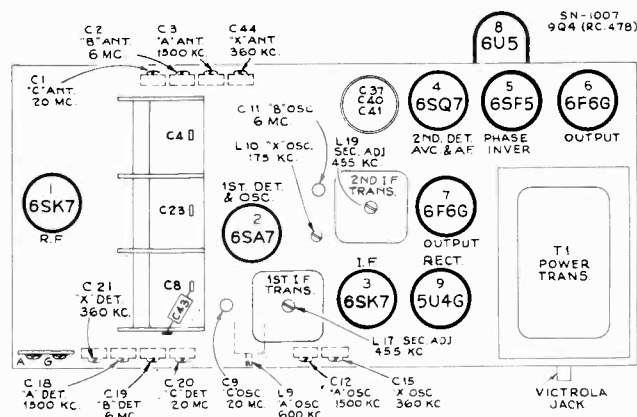 C2
"B" ANT.
6 MC.
C3
"A" ANT.
1500 KC.
C44
"X" ANT
360 KC.
SN-1007
9Q4 (RC.478)
C1
"C" ANT.
20 MC.
8
6U5
C37
C40
C41
4
6SQ7
2ND. DET.
AVC & AF.
5
6SF5
PHASE
INVER
6
6F6G
OUTPUT
C11 "B" OSC
6 MC.
L10 "X" OSC.
175 KC.
L19
SEC. ADJ
455 KC
C4
C23
C8
C43
1
6SK7
R.F
1ST. DET.
& OSC.
2
6SA7
2ND I F
TRANS.
7
6F6G
OUTPUT
T1
POWER
TRANS.
C21
"X" DET.
360 KC.
1ST I F
TRANS.
I.F
3
6SK7
RECT.
9
5U4G
L17 SEC. ADJ
455 KC
A G
C18
"A" DET.
1500 KC.
C19
"B" DET
6 MC.
C20
"C" DET
20 MC
C9
"C" OSC.
20 MC.
L9
"A" OSC
600 KC
C12
"A" OSC
1500 KC
C15
"X" OSC
360 KC
VICTROLA
JACK